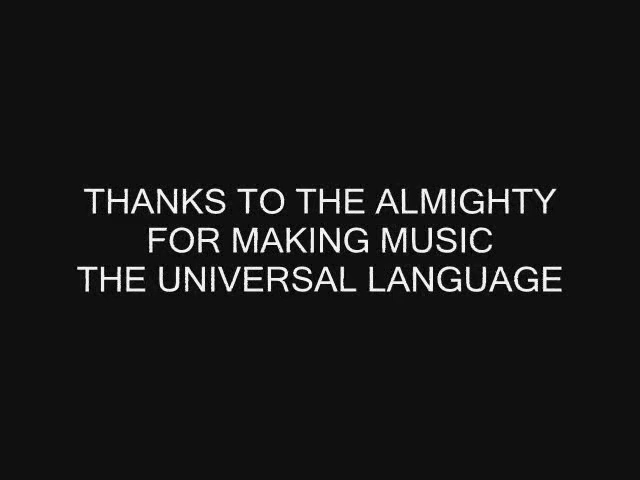 THANKS TO THE ALMIGHTY
FOR MAKING MUSIC
THE UNIVERSAL LANGUAGE